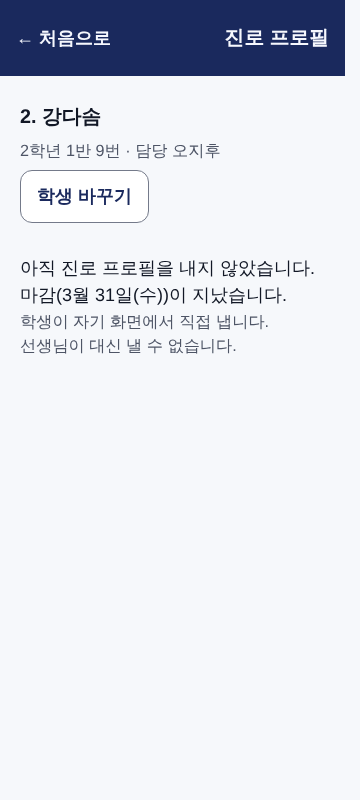 ← 처음으로
진로 프로필
2. 강다솜
2학년 1반 9번 · 담당 오지후
학생 바꾸기
아직 진로 프로필을 내지 않았습니다.
마감(3월 31일(수))이 지났습니다.
학생이 자기 화면에서 직접 냅니다.
선생님이 대신 낼 수 없습니다.